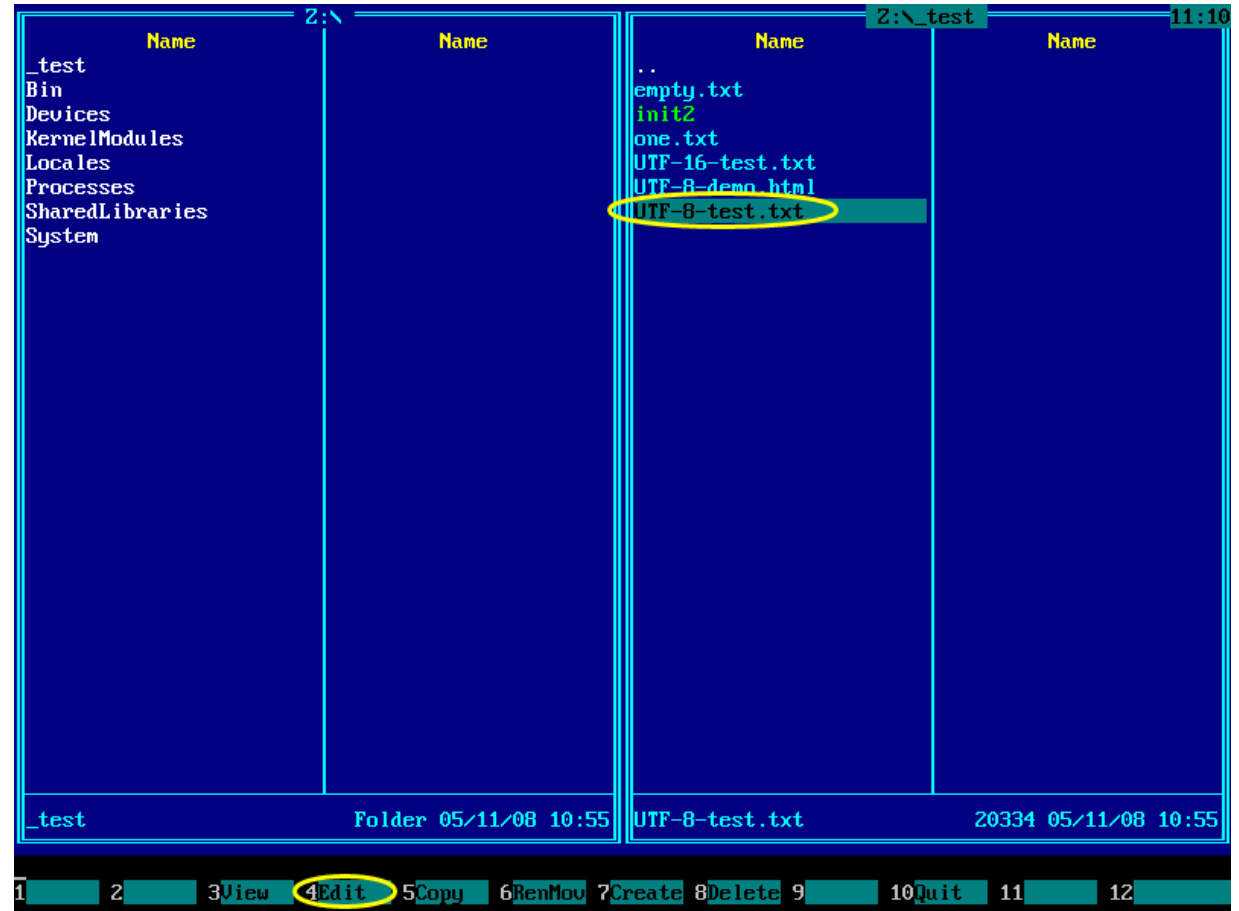 Z:\
Name Name
_test
Bin
Devices
KernelModules
Locales
Processes
SharedLibraries
System
_test Folder 05/11/08 10:55
Z:\_test 11:10
Name Name
..
empty.txt
init2
one.txt
UTF-16-test.txt
UTF-8-demo.html
UTF-8-test.txt
UTF-8-test.txt 20334 05/11/08 10:55
1 2 3View 4Edit 5Copy 6RenMov 7Create 8Delete 9 10Quit 11 12